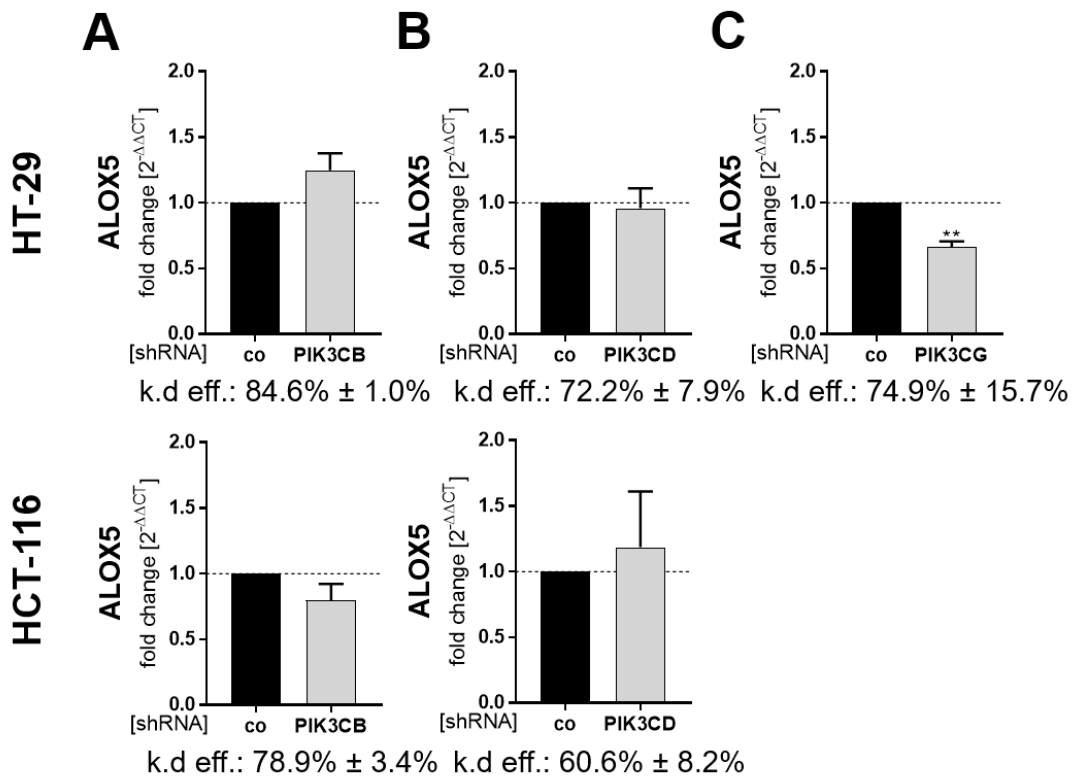 A
B
C
HT-29
ALOX5
fold change [2-ΔΔCT]
2.0
1.5
1.0
0.5
0.0
[shRNA]
co
PIK3CB
k.d eff.: 84.6% ± 1.0%
ALOX5
fold change [2-ΔΔCT]
2.0
1.5
1.0
0.5
0.0
[shRNA]
co
PIK3CD
k.d eff.: 72.2% ± 7.9%
ALOX5
fold change [2-ΔΔCT]
2.0
1.5
1.0
0.5
0.0
**
[shRNA]
co
PIK3CG
k.d eff.: 74.9% ± 15.7%
HCT-116
ALOX5
fold change [2-ΔΔCT]
2.0
1.5
1.0
0.5
0.0
[shRNA]
co
PIK3CB
k.d eff.: 78.9% ± 3.4%
ALOX5
fold change [2-ΔΔCT]
2.0
1.5
1.0
0.5
0.0
[shRNA]
co
PIK3CD
k.d eff.: 60.6% ± 8.2%